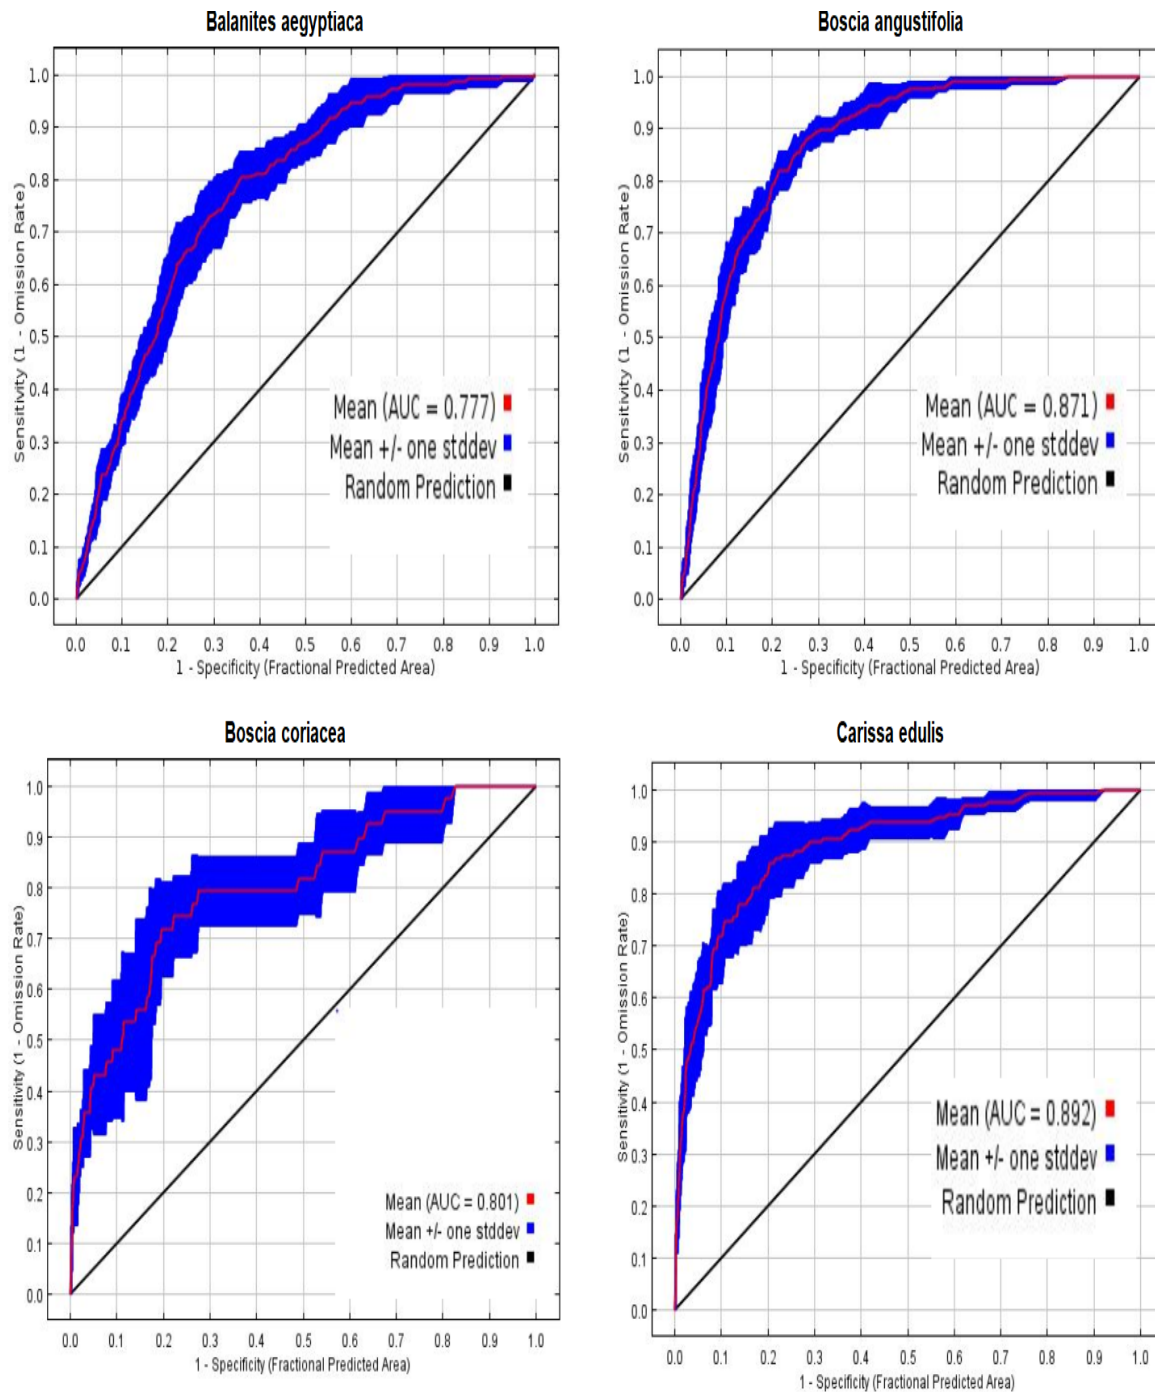 Balanites aegyptiaca
Sensitivity (1 - Omission Rate)
1.0
0.9
0.8
0.7
0.6
0.5
0.4
0.3
0.2
0.1
0.0
Mean (AUC = 0.777)
Mean +/- one stddev
Random Prediction
0.0 0.1 0.2 0.3 0.4 0.5 0.6 0.7 0.8 0.9 1.0
1 - Specificity (Fractional Predicted Area)
Boscia angustifolia
Sensitivity (1 - Omission Rate)
1.0
0.9
0.8
0.7
0.6
0.5
0.4
0.3
0.2
0.1
0.0
Mean (AUC = 0.871)
Mean +/- one stddev
Random Prediction
0.0 0.1 0.2 0.3 0.4 0.5 0.6 0.7 0.8 0.9 1.0
1 - Specificity (Fractional Predicted Area)
Boscia coriacea
Sensitivity (1 - Omission Rate)
1.0
0.9
0.8
0.7
0.6
0.5
0.4
0.3
0.2
0.1
0.0
Mean (AUC = 0.801)
Mean +/- one stddev
Random Prediction
0.0 0.1 0.2 0.3 0.4 0.5 0.6 0.7 0.8 0.9 1.0
1 - Specificity (Fractional Predicted Area)
Carissa edulis
Sensitivity (1 - Omission Rate)
1.0
0.9
0.8
0.7
0.6
0.5
0.4
0.3
0.2
0.1
0.0
Mean (AUC = 0.892)
Mean +/- one stddev
Random Prediction
0.0 0.1 0.2 0.3 0.4 0.5 0.6 0.7 0.8 0.9 1.0
1 - Specificity (Fractional Predicted Area)